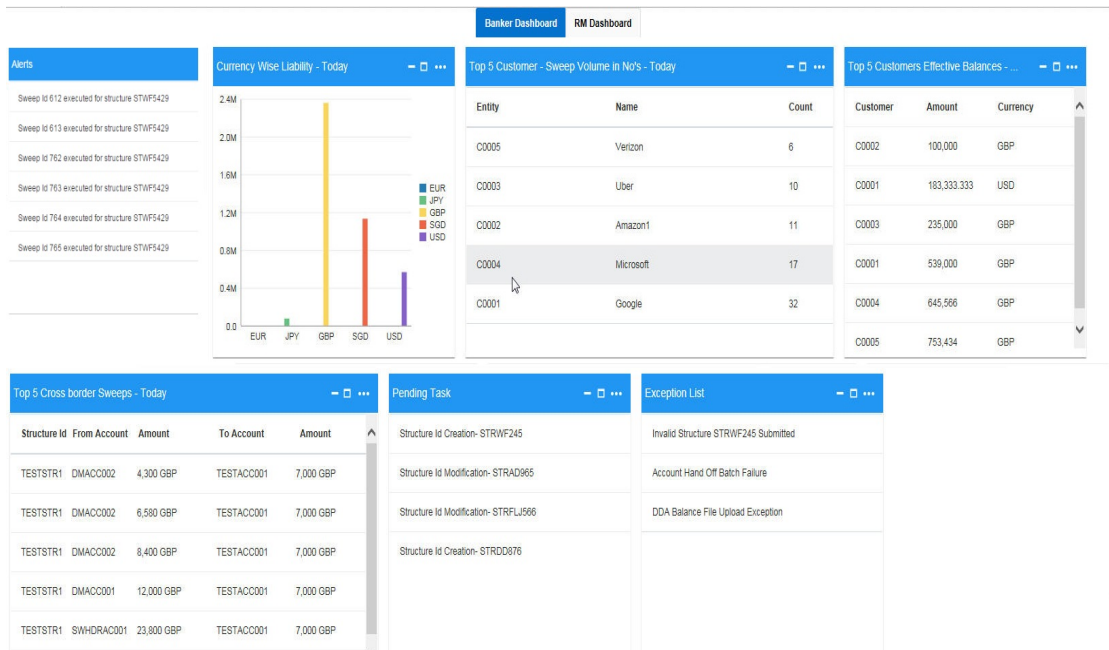 Banker Dashboard RM Dashboard
Alerts
Sweep Id 612 executed for structure STWF5429
Sweep Id 613 executed for structure STWF5429
Sweep Id 762 executed for structure STWF5429
Sweep Id 763 executed for structure STWF5429
Sweep Id 764 executed for structure STWF5429
Sweep Id 765 executed for structure STWF5429
Currency Wise Liability - Today
2.4M
2.0M
1.6M
1.2M
0.8M
0.4M
0.0
EUR JPY GBP SGD USD
EUR
JPY
GBP
SGD
USD
Top 5 Customer - Sweep Volume in No's - Today
Entity Name Count
C0005 Verizon 6
C0003 Uber 10
C0002 Amazon1 11
C0004 Microsoft 17
C0001 Google 32
Top 5 Customers Effective Balances - ...
Customer Amount Currency
C0002 100,000 GBP
C0001 183,333.333 USD
C0003 235,000 GBP
C0001 539,000 GBP
C0004 645,566 GBP
C0005 753,434 GBP
Top 5 Cross border Sweeps - Today
Structure Id From Account Amount To Account Amount
TESTSTR1 DMACC002 4,300 GBP TESTACC001 7,000 GBP
TESTSTR1 DMACC002 6,580 GBP TESTACC001 7,000 GBP
TESTSTR1 DMACC002 8,400 GBP TESTACC001 7,000 GBP
TESTSTR1 DMACC001 12,000 GBP TESTACC001 7,000 GBP
TESTSTR1 SWHDRAC001 23,800 GBP TESTACC001 7,000 GBP
Pending Task
Structure Id Creation- STRWF245
Structure Id Modification- STRAD965
Structure Id Modification- STRFLJ566
Structure Id Creation- STRDD876
Exception List
Invalid Structure STRWF245 Submitted
Account Hand Off Batch Failure
DDA Balance File Upload Exception